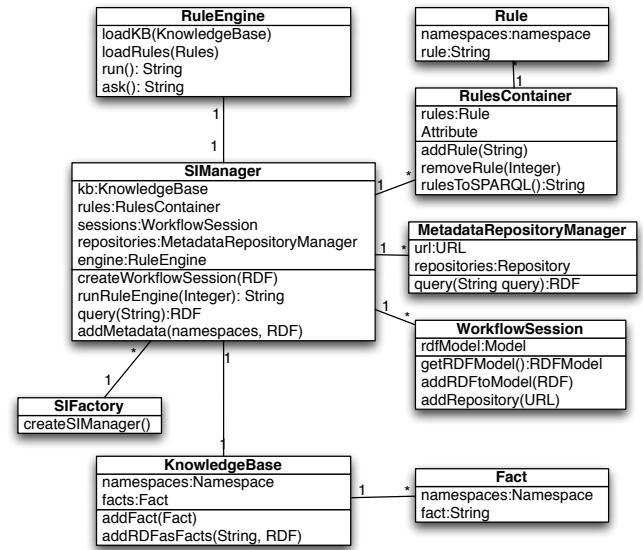 RuleEngine
loadKB(KnowledgeBase)
loadRules(Rules)
run(): String
ask(): String
1
1
Rule
namespaces:namespace
rule:String
*
1
RulesContainer
rules:Rule
Attribute
addRule(String)
removeRule(Integer)
rulesToSPARQL():String
SIManager
kb:KnowledgeBase
rules:RulesContainer
sessions:WorkflowSession
repositories:MetadataRepositoryManager
engine:RuleEngine
createWorkflowSession(RDF)
runRuleEngine(Integer): String
query(String):RDF
addMetadata(namespaces, RDF)
1
*
1
*
MetadataRepositoryManager
url:URL
repositories:Repository
query(String query):RDF
1
*
WorkflowSession
rdfModel:Model
getRDFModel():RDFModel
addRDFtoModel(RDF)
addRepository(URL)
*
1
1
1
SIFactory
createSIManager()
KnowledgeBase
namespaces:Namespace
facts:Fact
addFact(Fact)
addRDFasFacts(String, RDF)
1
*
Fact
namespaces:Namespace
fact:String